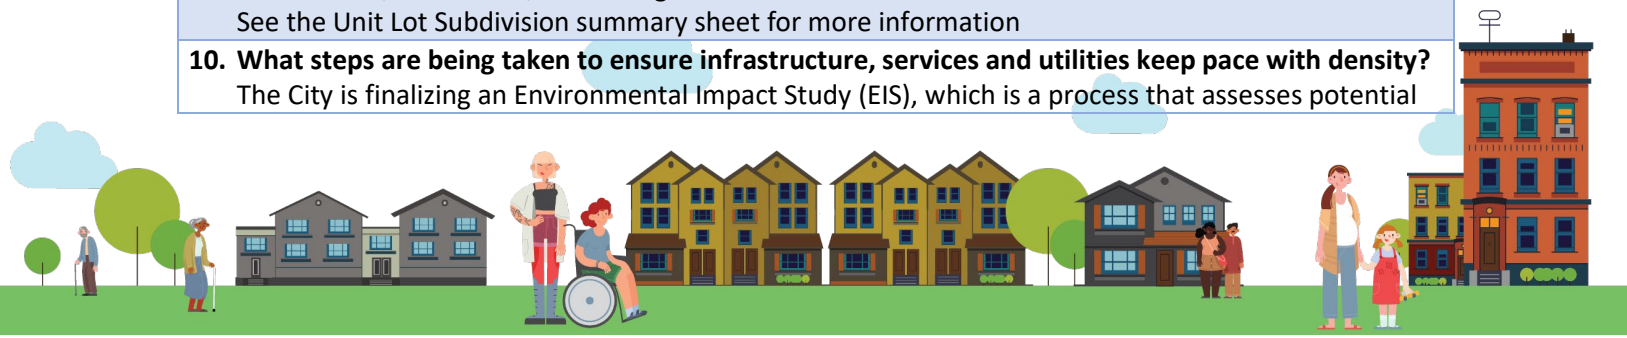 See the Unit Lot Subdivision summary sheet for more information
10. What steps are being taken to ensure infrastructure, services and utilities keep pace with density?
The City is finalizing an Environmental Impact Study (EIS), which is a process that assesses potential